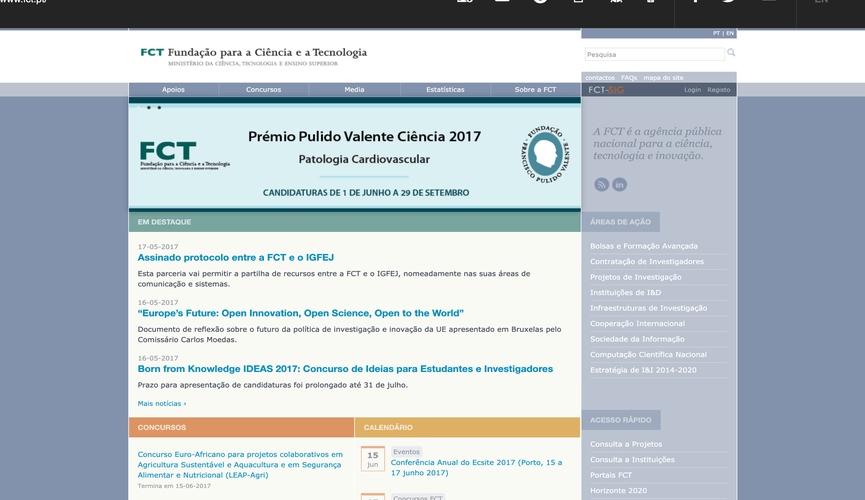 www.fct.pt
EN
PT | EN
FCT Fundação para a Ciência e a Tecnologia
MINISTÉRIO DA CIÊNCIA, TECNOLOGIA E ENSINO SUPERIOR
Pesquisa
contactos FAQs mapa do site
Apoios Concursos Media Estatísticas Sobre a FCT
FCT-SIG Login Registo
Prémio Pulido Valente Ciência 2017
Patologia Cardiovascular
CANDIDATURAS DE 1 DE JUNHO A 29 DE SETEMBRO
FCT
Fundação para a Ciência e a Tecnologia
FUNDAÇÃO
FRANCISCO PULIDO VALENTE
A FCT é a agência pública
nacional para a ciência,
tecnologia e inovação.
in
EM DESTAQUE
17-05-2017
Assinado protocolo entre a FCT e o IGFEJ
Esta parceria vai permitir a partilha de recursos entre a FCT e o IGFEJ, nomeadamente nas suas áreas de
comunicação e sistemas.
16-05-2017
“Europe’s Future: Open Innovation, Open Science, Open to the World”
Documento de reflexão sobre o futuro da política de investigação e inovação da UE apresentado em Bruxelas pelo
Comissário Carlos Moedas.
16-05-2017
Born from Knowledge IDEAS 2017: Concurso de Ideias para Estudantes e Investigadores
Prazo para apresentação de candidaturas foi prolongado até 31 de julho.
Mais notícias ›
CONCURSOS
Concurso Euro-Africano para projetos colaborativos em
Agricultura Sustentável e Aquacultura e em Segurança
Alimentar e Nutricional (LEAP-Agri)
Termina em 15-06-2017
CALENDÁRIO
15
Jun
Eventos
Conferência Anual do Ecsite 2017 (Porto, 15 a
17 junho 2017)
Concursos FCT
ÁREAS DE AÇÃO
Bolsas e Formação Avançada
Contratação de Investigadores
Projetos de Investigação
Instituições de I&D
Infraestruturas de Investigação
Cooperação Internacional
Sociedade da Informação
Computação Científica Nacional
Estratégia de I&I 2014-2020
ACESSO RÁPIDO
Consulta a Projetos
Consulta a Instituições
Portais FCT
Horizonte 2020